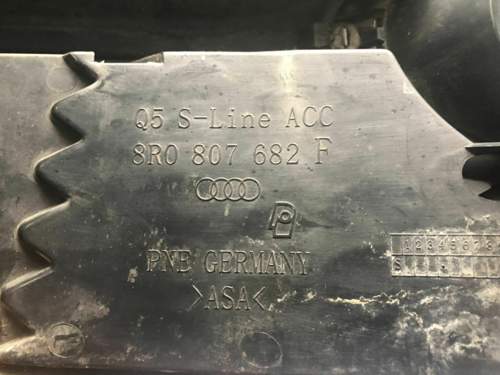 Q5 S-Line ACC
8R0 807 682 F
PNE GERMANY
>ASA<